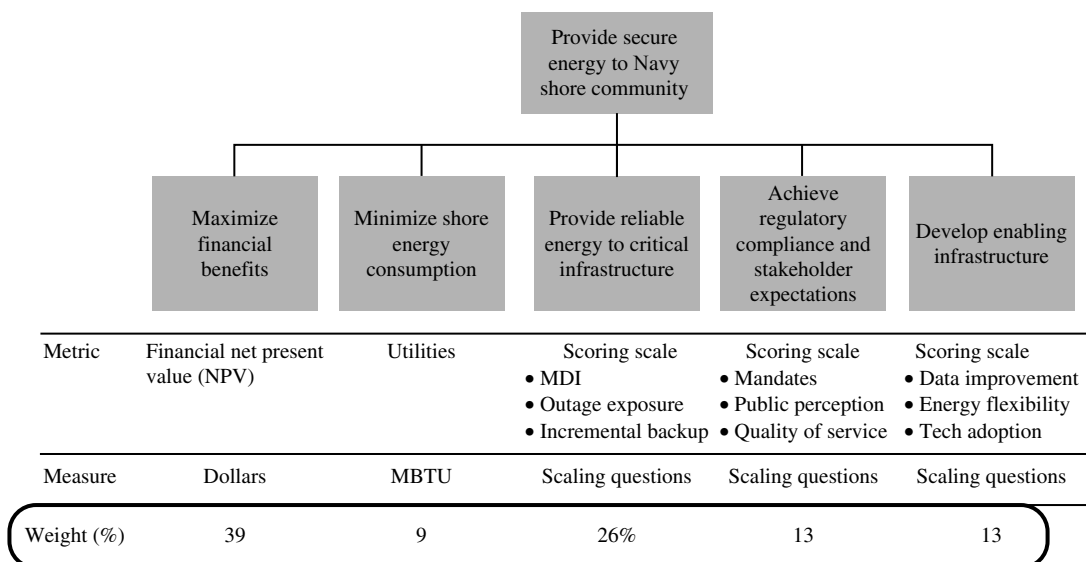 Provide secure
energy to Navy
shore community
Maximize
financial
benefits
Minimize shore
energy
consumption
Provide reliable
energy to critical
infrastructure
Achieve
regulatory
compliance and
stakeholder
expectations
Develop enabling
infrastructure
Metric
Financial net present
value (NPV)
Utilities
Scoring scale
• MDI
• Outage exposure
• Incremental backup
Scoring scale
• Mandates
• Public perception
• Quality of service
Scoring scale
• Data improvement
• Energy flexibility
• Tech adoption
Measure Dollars MBTU Scaling questions Scaling questions Scaling questions
Weight (%) 39 9 26% 13 13